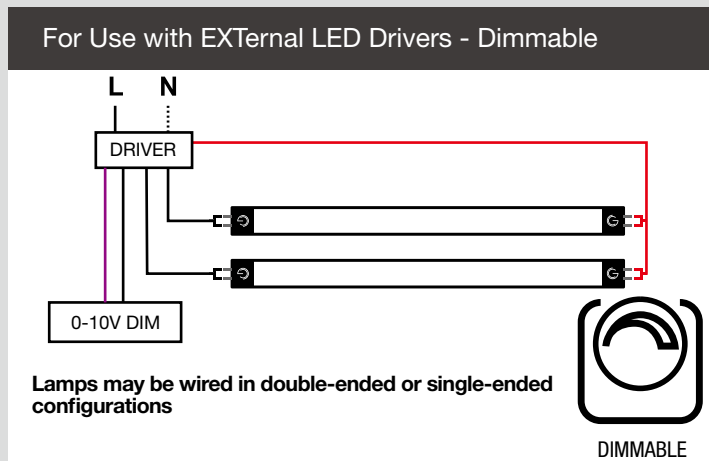 For Use with EXTernal LED Drivers - Dimmable
L N
DRIVER
0-10V DIM
Lamps may be wired in double-ended or single-ended
configurations
DIMMABLE